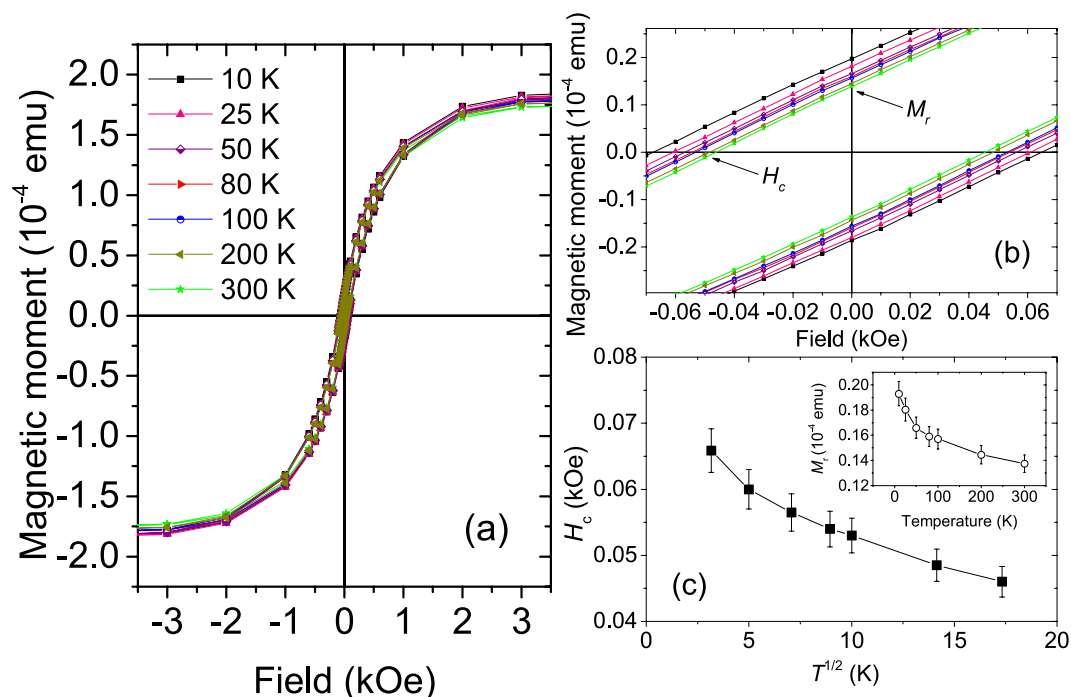 2.0
1.5
1.0
0.5
0.0
-0.5
-1.0
-1.5
-2.0
Magnetic moment (10⁻⁴ emu)
10 K
25 K
50 K
80 K
100 K
200 K
300 K
(a)
-3 -2 -1 0 1 2 3
Field (kOe)
0.2
0.1
0.0
-0.1
-0.2
Magnetic moment (10⁻⁴ emu)
Mr
Hc
(b)
-0.06 -0.04 -0.02 0.00 0.02 0.04 0.06
Field (kOe)
0.08
0.07
0.06
0.05
0.04
Hc (kOe)
(c)
0 5 10 15 20
T^1/2 (K)
0.20
0.18
0.16
0.14
0.12
Mr (10⁻⁴ emu)
0 100 200 300
Temperature (K)